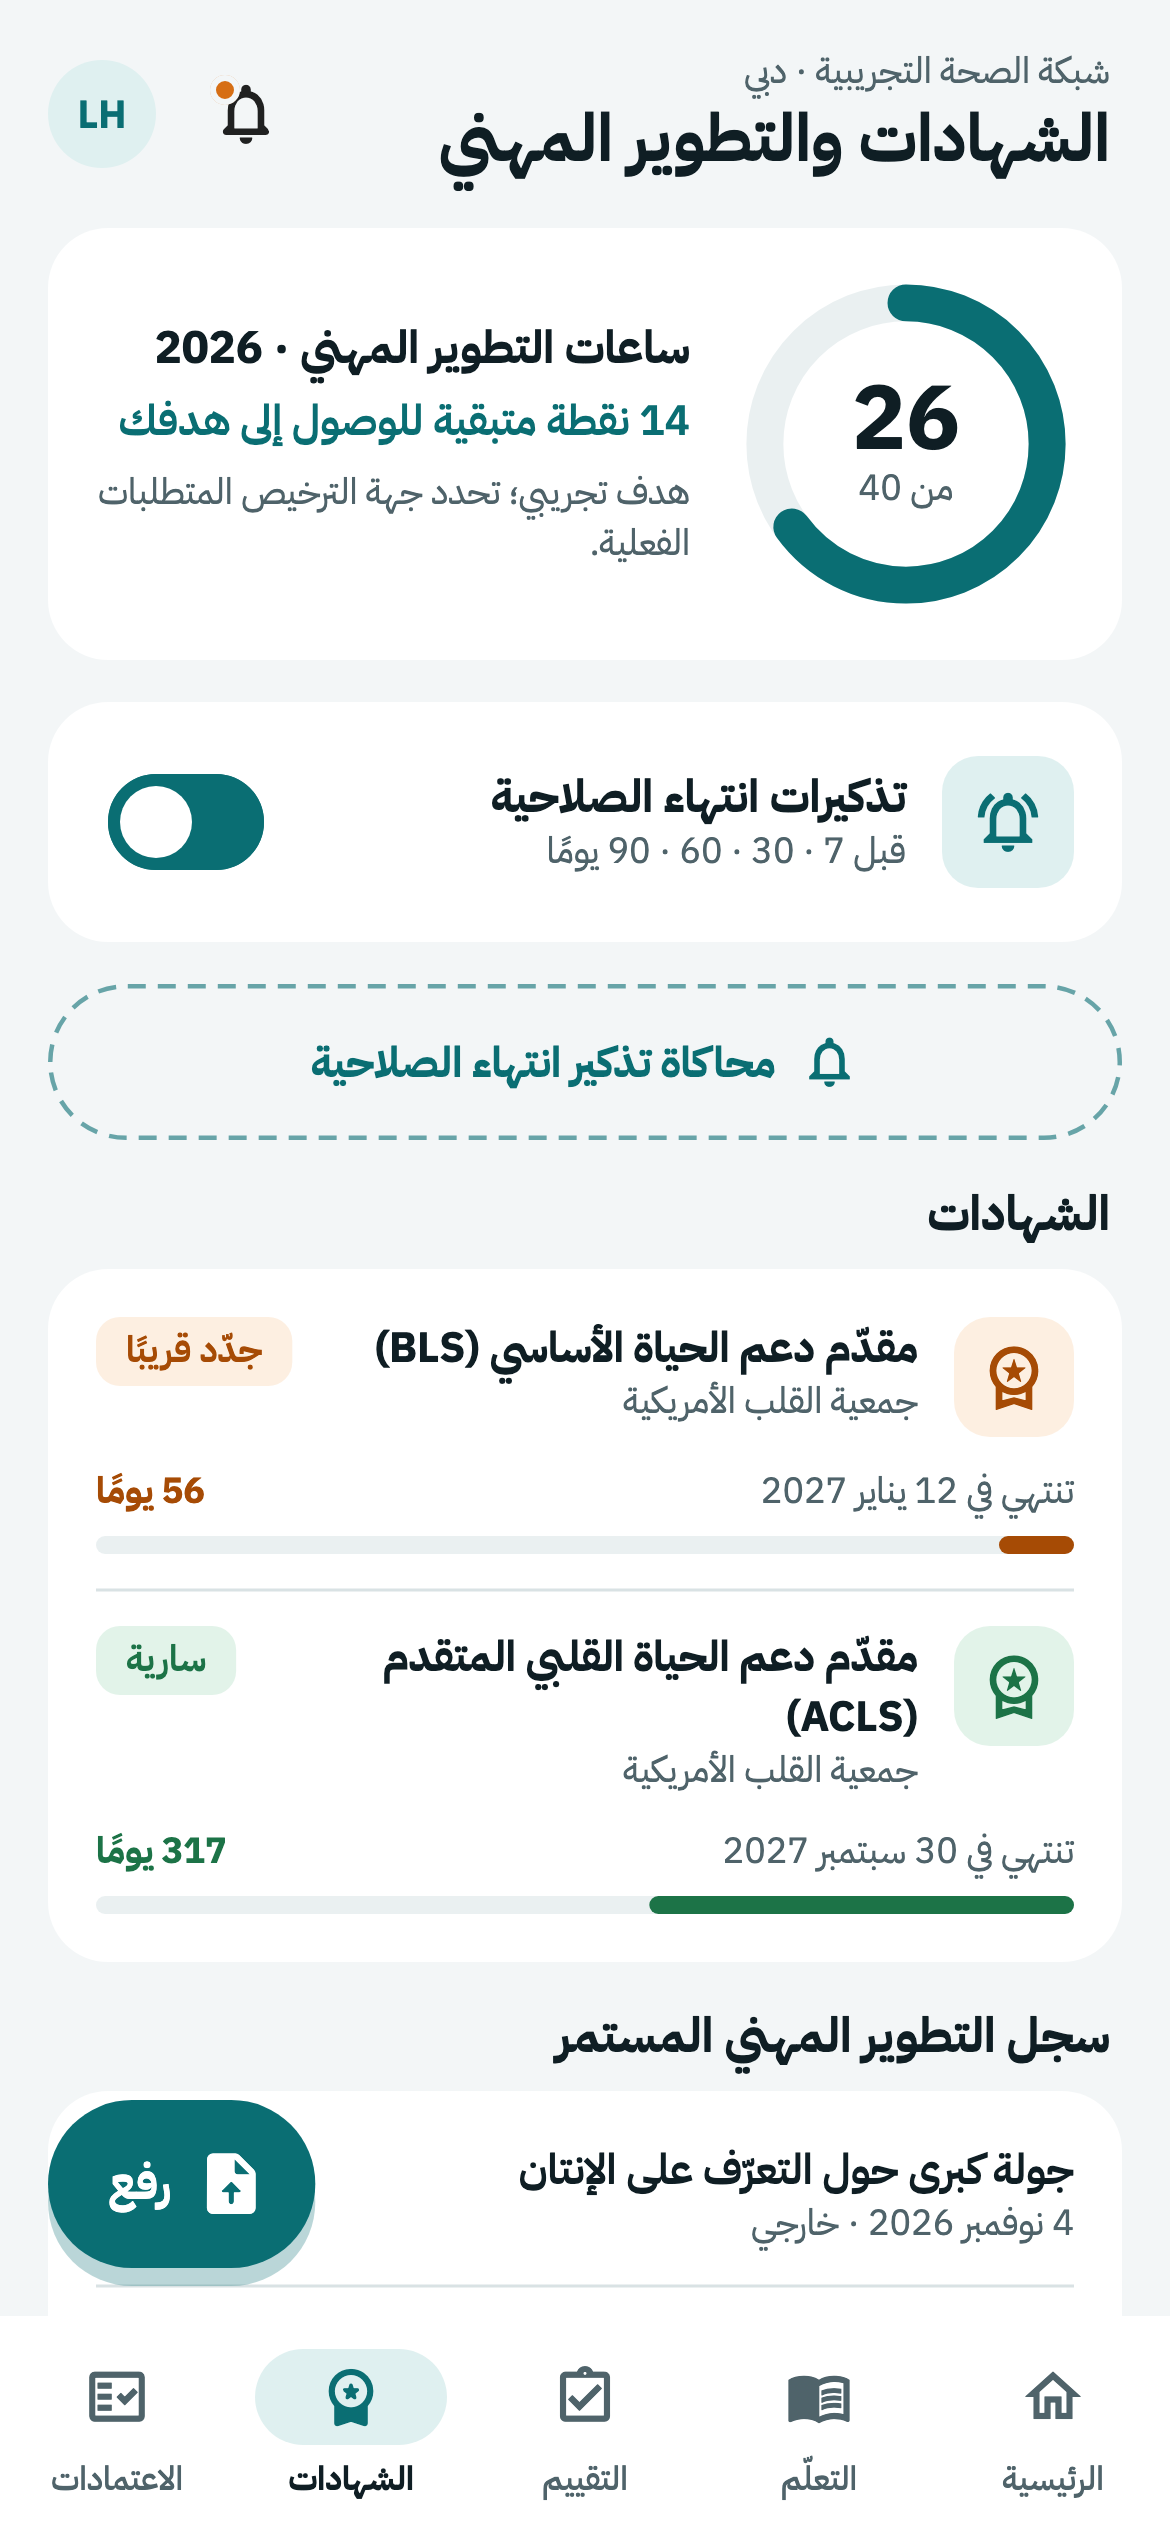 شبكة الصحة التجريبية · دبي
الشهادات والتطوير المهني
LH
26
من 40
ساعات التطوير المهني · 2026
14 نقطة متبقية للوصول إلى هدفك
هدف تجريبي؛ تحدد جهة الترخيص المتطلبات
الفعلية.
تذكيرات انتهاء الصلاحية
قبل 7 · 30 · 60 · 90 يومًا
محاكاة تذكير انتهاء الصلاحية
الشهادات
مقدّم دعم الحياة الأساسي (BLS)
جدّد قريبًا
جمعية القلب الأمريكية
تنتهي في 12 يناير 2027
56 يومًا
مقدّم دعم الحياة القلبي المتقدم
(ACLS)
سارية
جمعية القلب الأمريكية
تنتهي في 30 سبتمبر 2027
317 يومًا
سجل التطوير المهني المستمر
جولة كبرى حول التعرّف على الإنتان
4 نوفمبر 2026 · خارجي
رفع
الرئيسية
التعلّم
التقييم
الشهادات
الاعتمادات